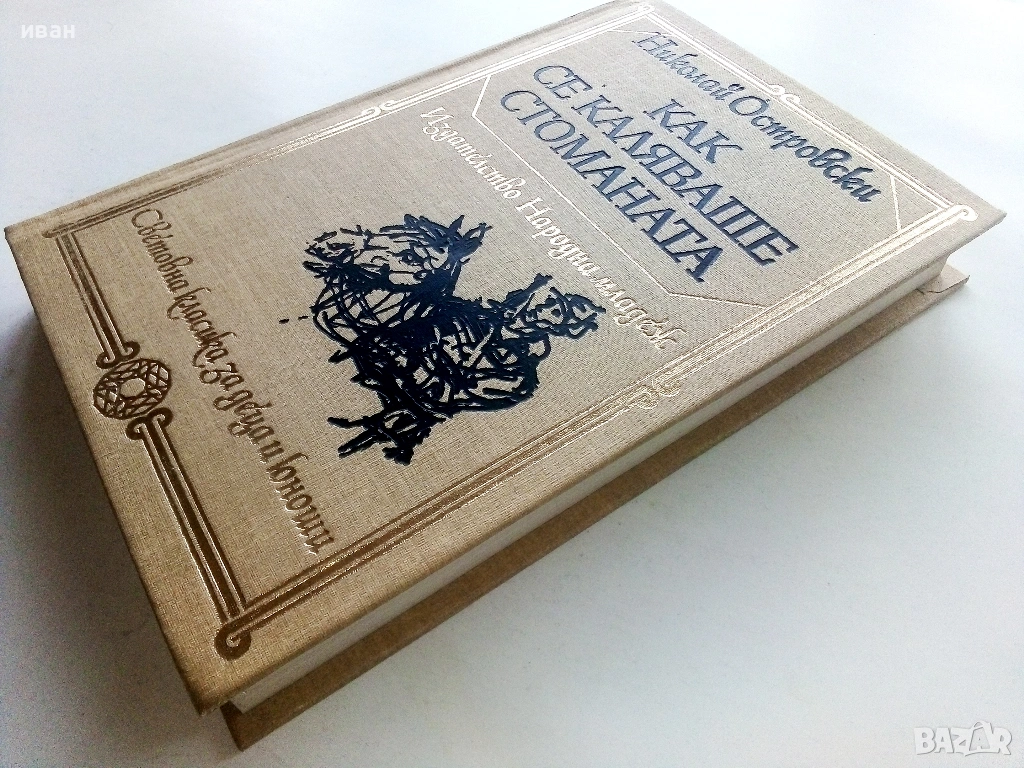 иван
Николай Островски
КАК
СЕ КАЛЯВАШЕ
СТОМАНАТА
Издателство Народна младеж
Световна класика за деца и юноши
BAZAR